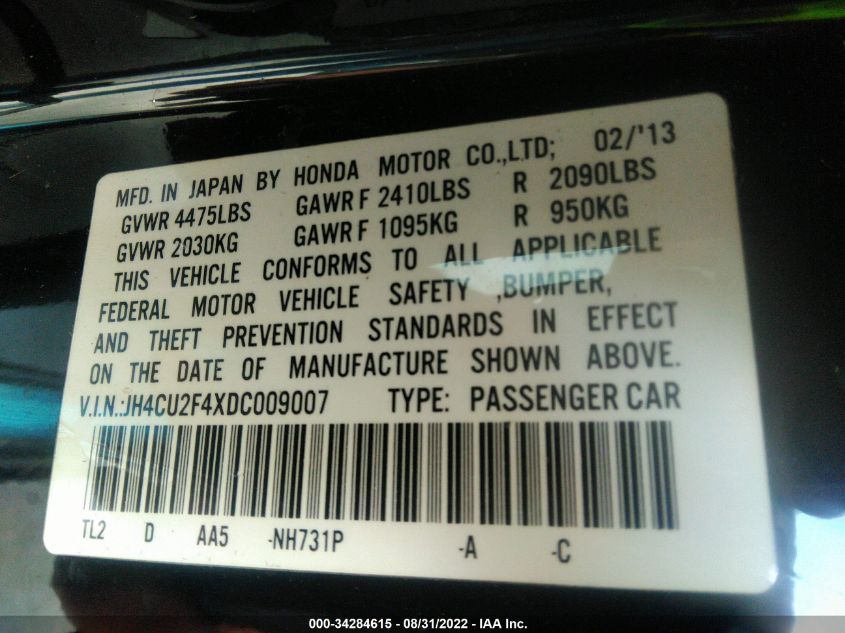 MFD. IN JAPAN BY HONDA MOTOR CO.,LTD; 02/'13
GVWR 4475LBS GAWR F 2410LBS R 2090LBS
GVWR 2030KG GAWR F 1095KG R 950KG
THIS VEHICLE CONFORMS TO ALL APPLICABLE
FEDERAL MOTOR VEHICLE SAFETY ,BUMPER,
AND THEFT PREVENTION STANDARDS IN EFFECT
ON THE DATE OF MANUFACTURE SHOWN ABOVE.
V.I.N.:JH4CU2F4XDC009007 TYPE: PASSENGER CAR
TL2 D AA5 -NH731P -A -C
000-34284615 - 08/31/2022 - IAA Inc.